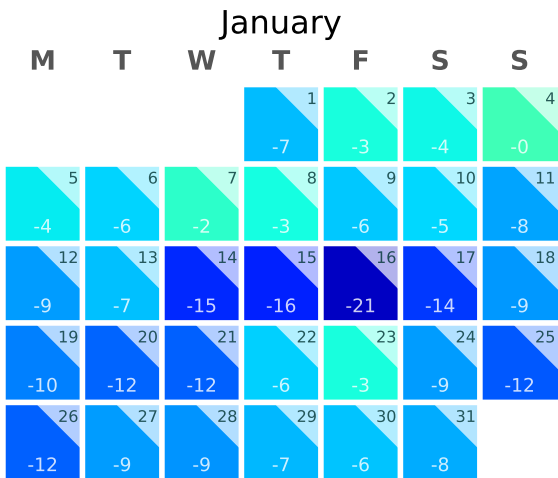 January
M T W T F S S
1 2 3 4
-7 -3 -4 -0
5 6 7 8 9 10 11
-4 -6 -2 -3 -6 -5 -8
12 13 14 15 16 17 18
-9 -7 -15 -16 -21 -14 -9
19 20 21 22 23 24 25
-10 -12 -12 -6 -3 -9 -12
26 27 28 29 30 31
-12 -9 -9 -7 -6 -8